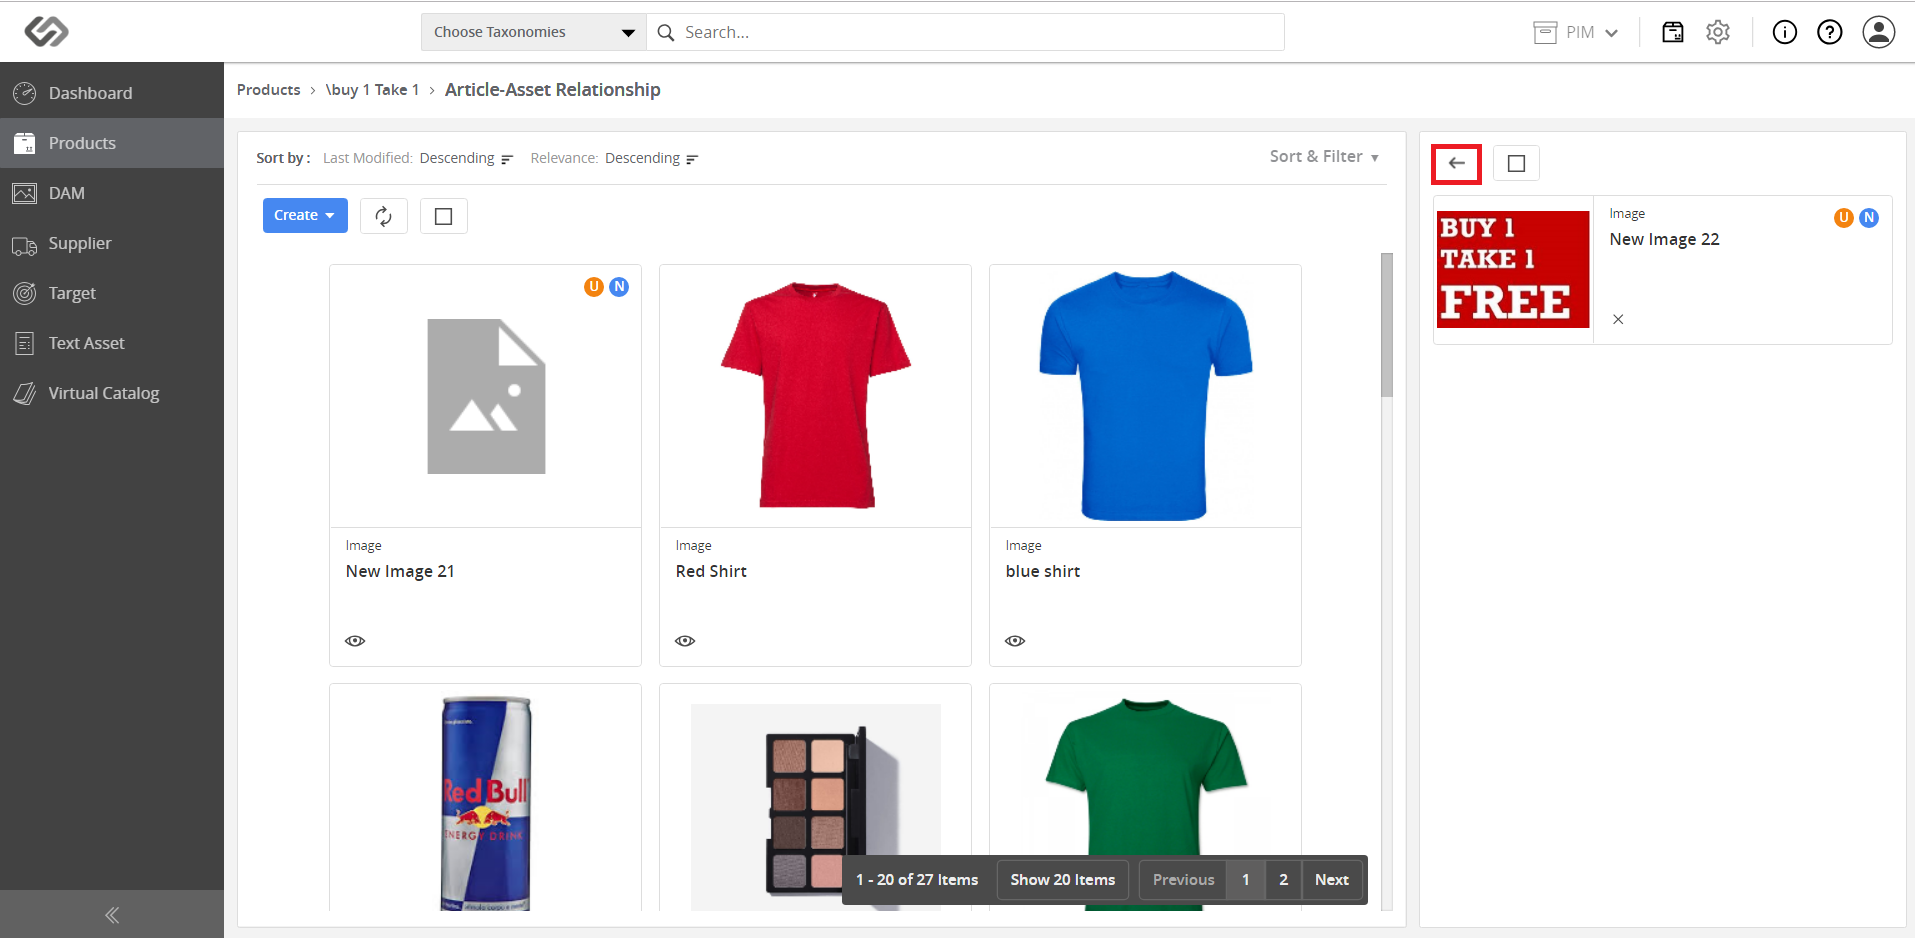 Choose Taxonomies
Search...
PIM
Dashboard
Products
DAM
Supplier
Target
Text Asset
Virtual Catalog
Products › \buy 1 Take 1 › Article-Asset Relationship
Sort by : Last Modified: Descending Relevance: Descending
Sort & Filter
Create
U N
Image
New Image 21
Image
Red Shirt
Image
blue shirt
Red Bull
ENERGY DRINK
1 - 20 of 27 Items Show 20 Items Previous 1 2 Next
BUY 1
TAKE 1
FREE
Image
New Image 22
U N